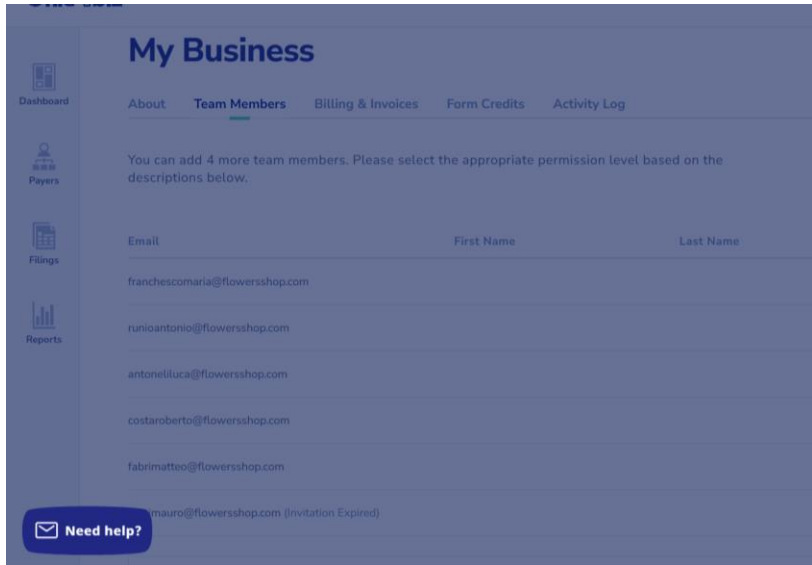 My Business
Dashboard
About Team Members Billing & Invoices Form Credits Activity Log
You can add 4 more team members. Please select the appropriate permission level based on the
descriptions below.
Payers
Email First Name Last Name
Filings
franchescomaria@flowersshop.com
runioantonio@flowersshop.com
Reports
antoneliluca@flowersshop.com
costaroberto@flowersshop.com
fabrimatteo@flowersshop.com
(Invitation Expired)
Need help?